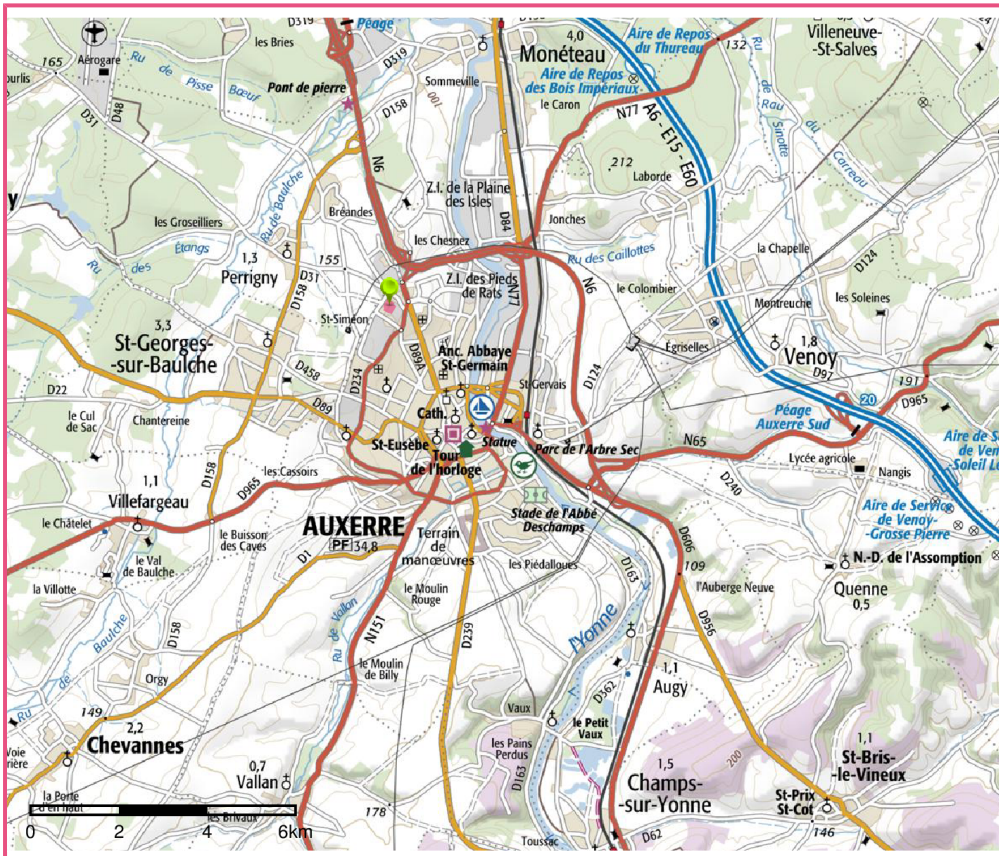 D319
Péage
4,0
Monéteau
Aire de Repos
du Thureau
132
Villeneuve-
-St-Salves
les Bries
165
Aérogare
Ru de Pisse Bœuf
D319
Sommeville
Aire de Repos
des Bois Impériaux
Pont de pierre
D158
D48
D31
le Caron
N77
A6 - E15 - E60
Ru de Rau Sinotte
du Carreau
N6
212
Laborde
Z.I. de la Plaine
des Isles
D84
les Groseilliers
Ru de Baulche
Bréandes
Jonches
Ru des Étangs
les Chesnez
Ru des Caillottes
la Chapelle
1,3
Perrigny
D31
155
D158
Z.I. des Pieds
de Rats
N77
N6
D124
le Colombier
Montreuche
les Soleines
St-Siméon
3,3
St-Georges-
-sur-Baulche
D458
D89A
Anc. Abbaye
St-Germain
Égriselles
1,8
Venoy
D91
D22
D234
D89
St-Gervais
D124
191
D965
20
le Cul
de Sac
Chantereine
Cath.
Péage
Auxerre Sud
St-Eusèbe
Statue
Parc de l'Arbre Sec
N65
Tour
de l'horloge
Lycée agricole
Nangis
les Cassoirs
D158
D965
1,1
Villefargeau
D240
Stade de l'Abbé
Deschamps
Aire de Service
de Venoy-
-Grosse Pierre
le Châtelet
AUXERRE
PF 34,8
Terrain
de
manœuvres
le Buisson
des Caves
D1
D606
le Val
de Baulche
les Piédalloues
D163
109
N.-D. de l'Assomption
la Villotte
le Moulin
Rouge
l'Auberge Neuve
Quenne
0,5
Ru de Vallan
N151
D239
l'Yonne
D956
D158
Ru de Baulche
le Moulin
de Billy
1,1
Augy
Orgy
D362
149
2,2
Chevannes
Vaux
le Petit
Vaux
les Pains
Perdus
D163
200
1,1
St-Bris-
-le-Vineux
0,7
Vallan
1,5
Champs-
-sur-Yonne
St-Prix
St-Cot
la Porte
d'en haut
les Brivaux
178
D62
146
Toussac
0 2 4 6km